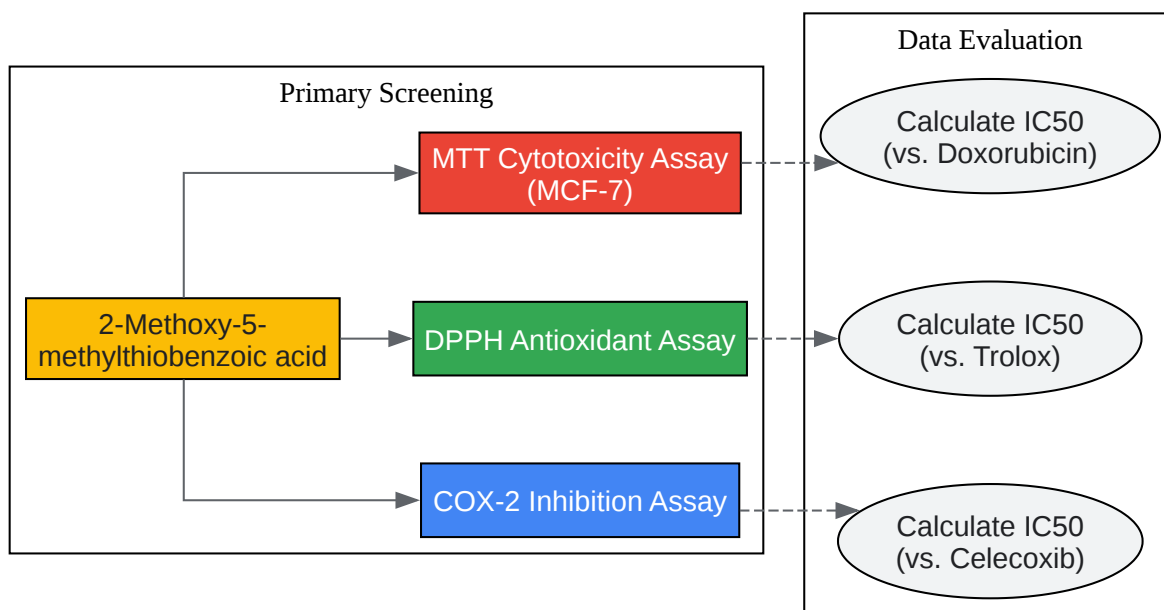 Primary Screening
2-Methoxy-5-
methylthiobenzoic acid
MTT Cytotoxicity Assay
(MCF-7)
DPPH Antioxidant Assay
COX-2 Inhibition Assay
Data Evaluation
Calculate IC50
(vs. Doxorubicin)
Calculate IC50
(vs. Trolox)
Calculate IC50
(vs. Celecoxib)